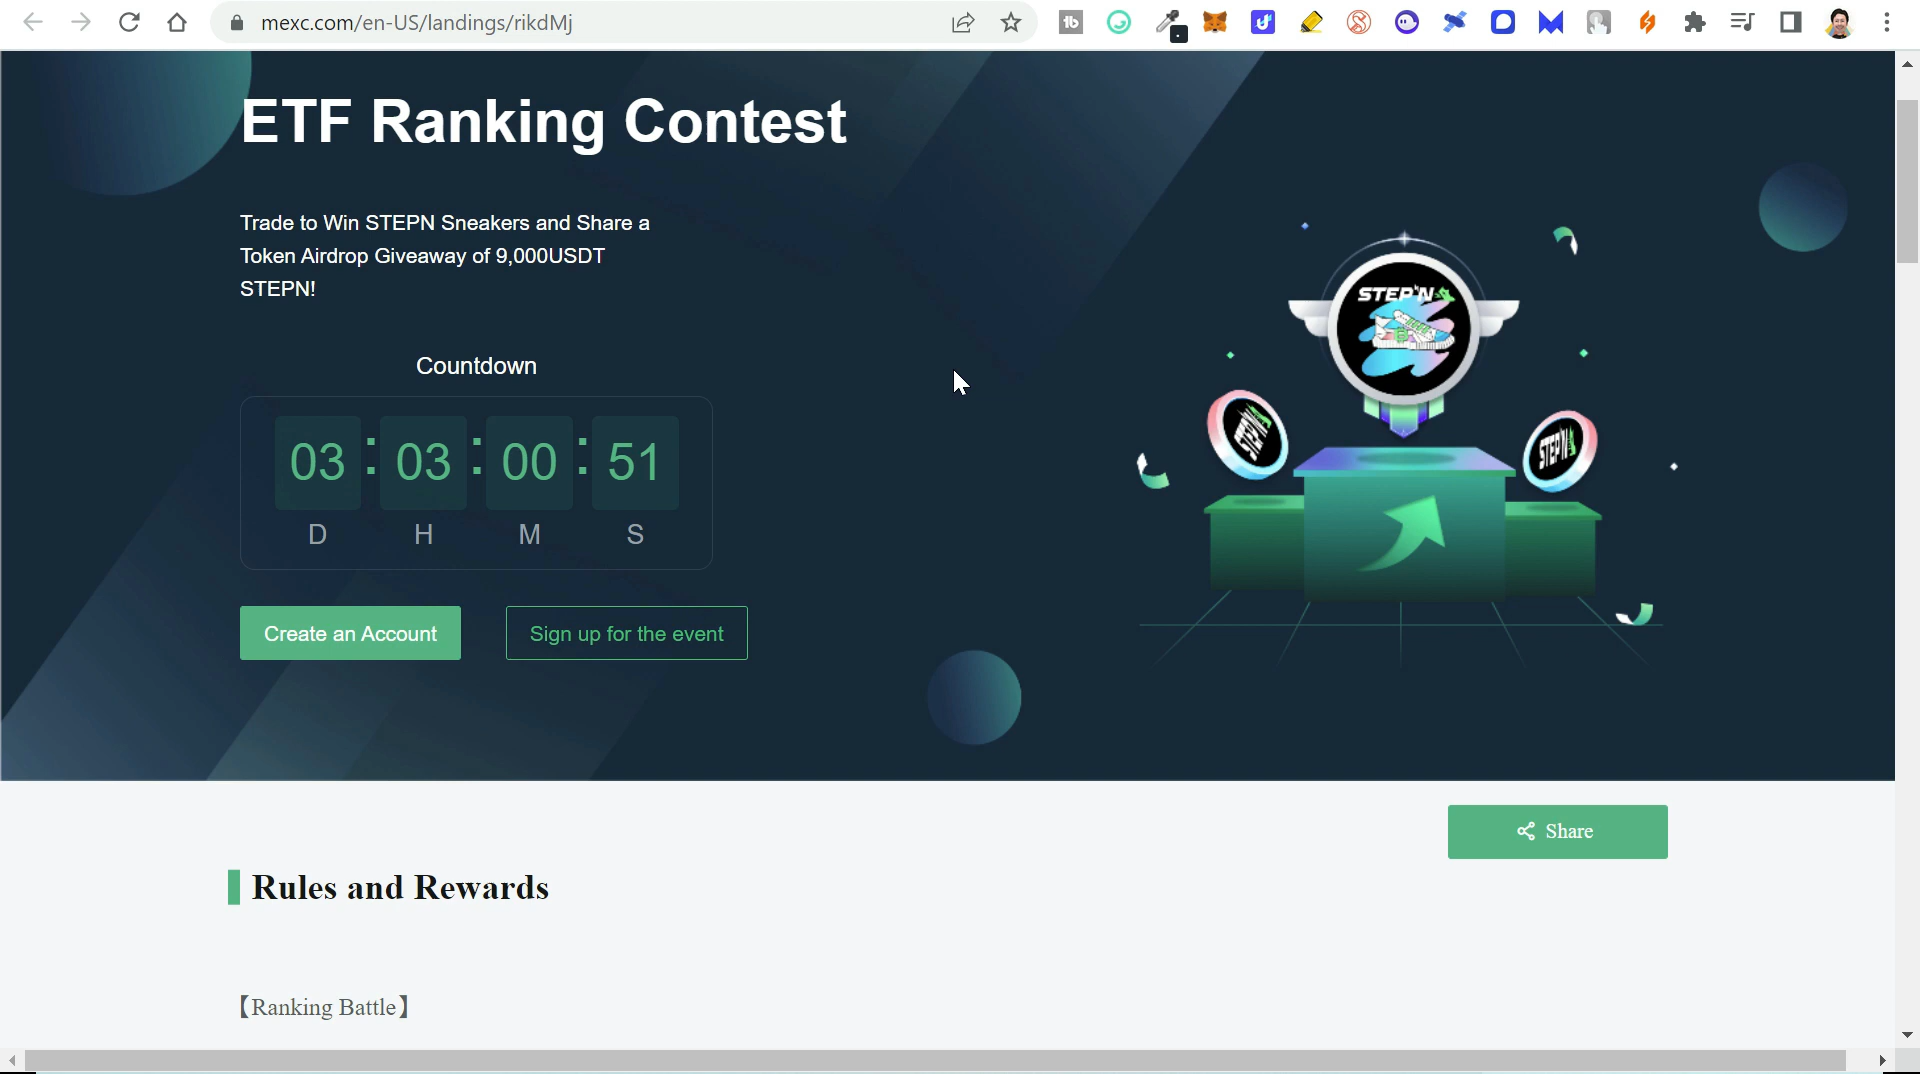 mexc.com/en-US/landings/rikdMj
ETF Ranking Contest
Trade to Win STEPN Sneakers and Share a
Token Airdrop Giveaway of 9,000USDT
STEPN!
Countdown
03 : 03 : 00 : 51
D H M S
Create an Account
Sign up for the event
STEP'N
STEP'N
Share
Rules and Rewards
【Ranking Battle】